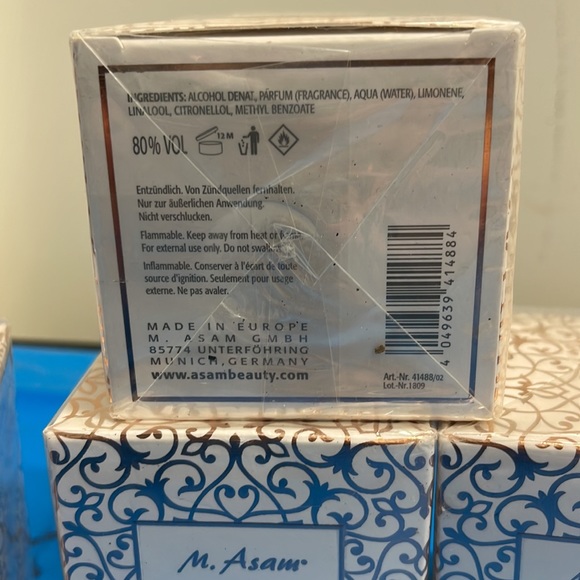 INGREDIENTS: ALCOHOL DENAT., PARFUM (FRAGRANCE), AQUA (WATER), LIMONENE,
LINALOOL, CITRONELLOL, METHYL BENZOATE
80% VOL 12 M
Entzündlich. Von Zündquellen fernhalten.
Nur zur äußerlichen Anwendung.
Nicht verschlucken.
Flammable. Keep away from heat or
For external use only. Do not swallow.
Inflammable. Conserver à l'écart de toute
source d'ignition. Seulement pour usage
externe. Ne pas avaler.
MADE IN EUROPE
M. ASAM GMBH
85774 UNTERFÖHRING
MUNICH, GERMANY
www.asambeauty.com
4 049639 414884
Art.-Nr. 41488/02
Lot.-Nr.1809
M. Asam